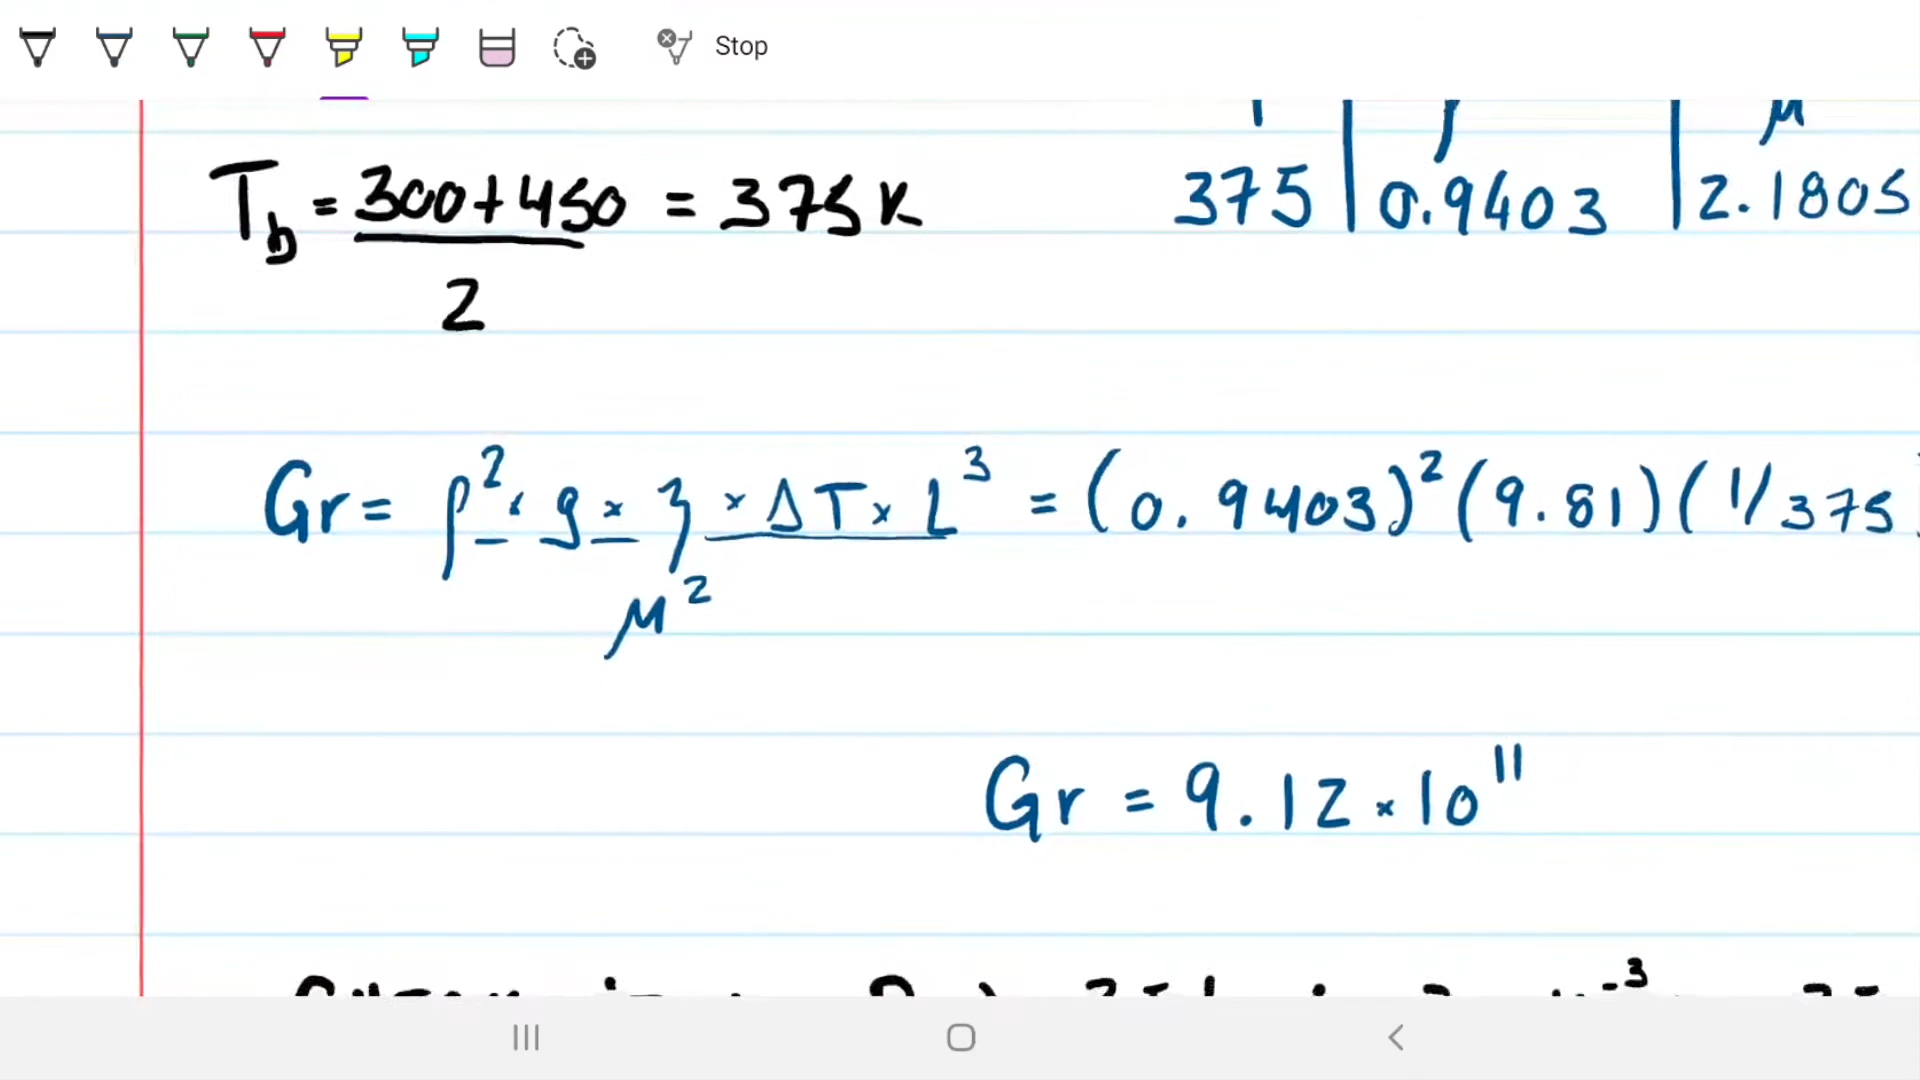 Stop
T_b = (300+450)/2 = 375 K
μ
375 | 0.9403 | 2.1805
Gr = ρ² × g × ʒ × ΔT × L³ / μ² = (0.9403)² (9.81) (1/375
Gr = 9.12 × 10¹¹